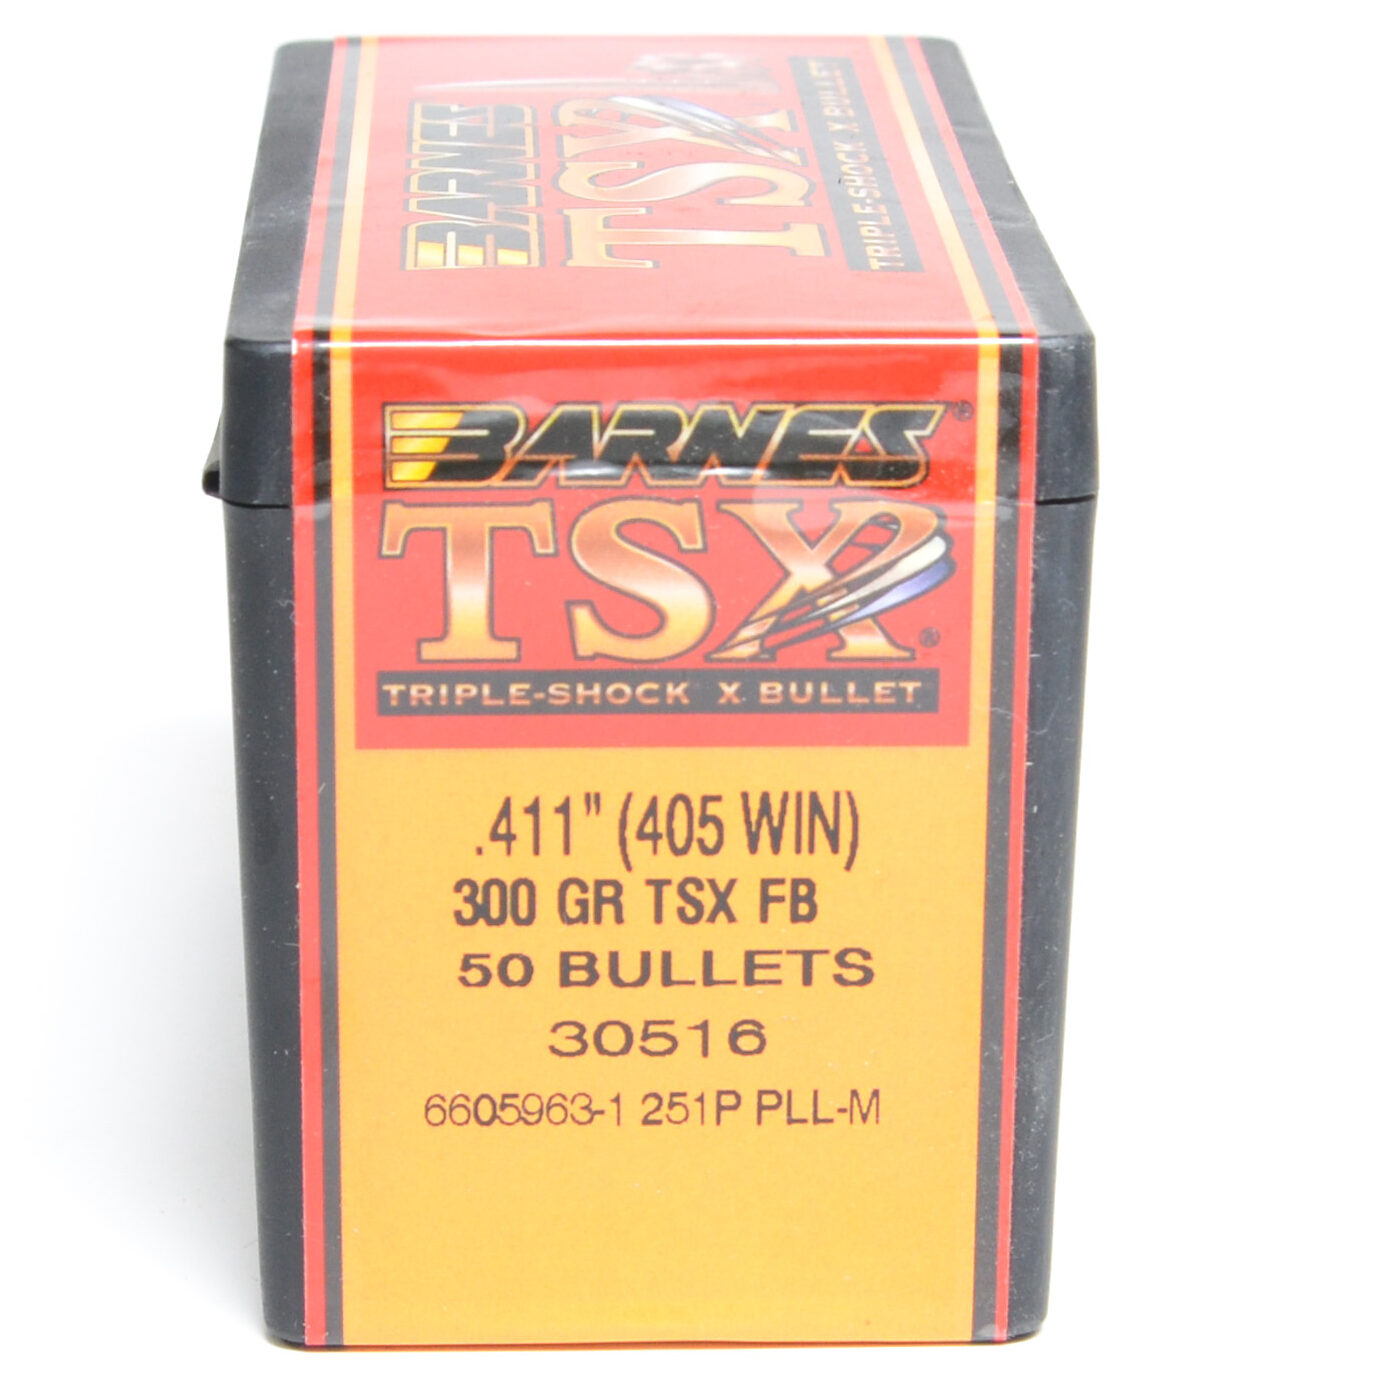 BARNES
TSX
TRIPLE-SHOCK X BULLET
BARNES®
TSX®
TRIPLE-SHOCK X BULLET
.411" (405 WIN)
300 GR TSX FB
50 BULLETS
30516
6605963-1 251P PLL-M